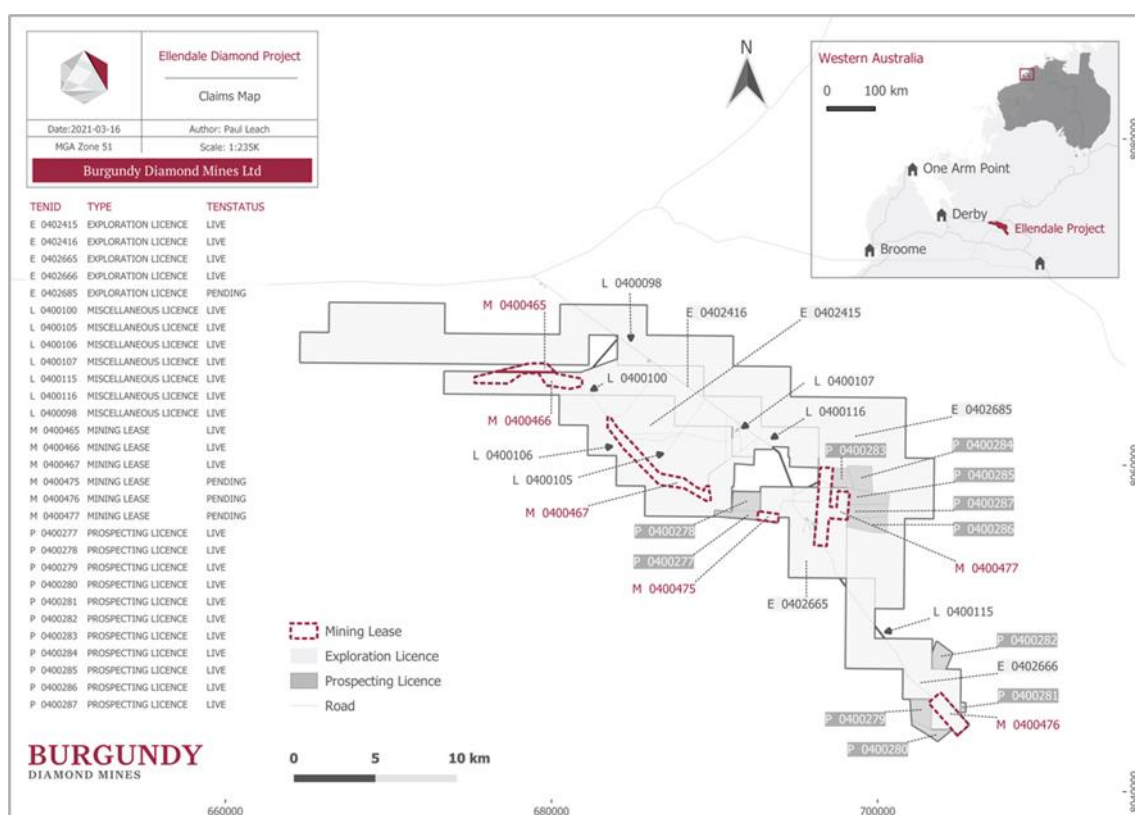 Ellendale Diamond Project
Claims Map
Date:2021-03-16
Author: Paul Leach
MGA Zone 51
Scale: 1:235K
Burgundy Diamond Mines Ltd
TENID TYPE TENSTATUS
E 0402415 EXPLORATION LICENCE LIVE
E 0402416 EXPLORATION LICENCE LIVE
E 0402665 EXPLORATION LICENCE LIVE
E 0402666 EXPLORATION LICENCE LIVE
E 0402685 EXPLORATION LICENCE PENDING
L 0400100 MISCELLANEOUS LICENCE LIVE
L 0400105 MISCELLANEOUS LICENCE LIVE
L 0400106 MISCELLANEOUS LICENCE LIVE
L 0400107 MISCELLANEOUS LICENCE LIVE
L 0400115 MISCELLANEOUS LICENCE LIVE
L 0400116 MISCELLANEOUS LICENCE LIVE
L 0400098 MISCELLANEOUS LICENCE LIVE
M 0400465 MINING LEASE LIVE
M 0400466 MINING LEASE LIVE
M 0400467 MINING LEASE LIVE
M 0400475 MINING LEASE PENDING
M 0400476 MINING LEASE PENDING
M 0400477 MINING LEASE PENDING
P 0400277 PROSPECTING LICENCE LIVE
P 0400278 PROSPECTING LICENCE LIVE
P 0400279 PROSPECTING LICENCE LIVE
P 0400280 PROSPECTING LICENCE LIVE
P 0400281 PROSPECTING LICENCE LIVE
P 0400282 PROSPECTING LICENCE LIVE
P 0400283 PROSPECTING LICENCE LIVE
P 0400284 PROSPECTING LICENCE LIVE
P 0400285 PROSPECTING LICENCE LIVE
P 0400286 PROSPECTING LICENCE LIVE
P 0400287 PROSPECTING LICENCE LIVE
BURGUNDY
DIAMOND MINES
N
Western Australia
0 100 km
One Arm Point
Derby
Ellendale Project
Broome
L 0400098
M 0400465
E 0402416
E 0402415
L 0400100
L 0400107
M 0400466
L 0400116
E 0402685
P 0400283
P 0400284
L 0400106
P 0400285
L 0400105
P 0400287
M 0400467
P 0400286
P 0400278
P 0400277
M 0400477
M 0400475
E 0402665
L 0400115
P 0400282
E 0402666
P 0400281
P 0400279
M 0400476
P 0400280
Mining Lease
Exploration Licence
Prospecting Licence
Road
0 5 10 km
660000
680000
700000
8080000
8060000
8040000